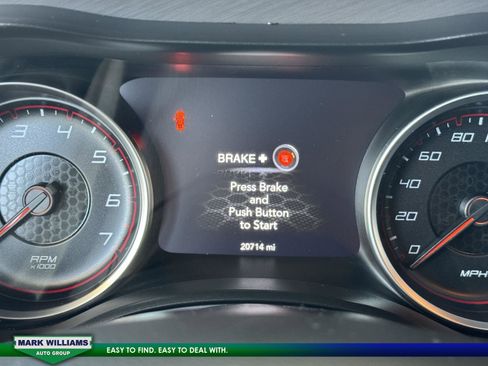 BRAKE +
Press Brake
and
Push Button
to Start
20714 mi
3
4
5
6
7
RPM
x1000
100
80
60
40
20
0
MPH
MARK WILLIAMS
AUTO GROUP
EASY TO FIND. EASY TO DEAL WITH.